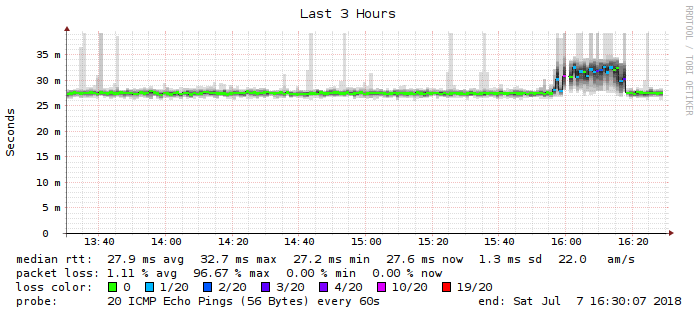 Last 3 Hours
RRDTOOL / TOBI OETIKER
Seconds
35 m
30 m
25 m
20 m
15 m
10 m
5 m
0
13:40 14:00 14:20 14:40 15:00 15:20 15:40 16:00 16:20
median rtt: 27.9 ms avg 32.7 ms max 27.2 ms min 27.6 ms now 1.3 ms sd 22.0 am/s
packet loss: 1.11 % avg 96.67 % max 0.00 % min 0.00 % now
loss color: 0 1/20 2/20 3/20 4/20 10/20 19/20
probe: 20 ICMP Echo Pings (56 Bytes) every 60s end: Sat Jul 7 16:30:07 2018